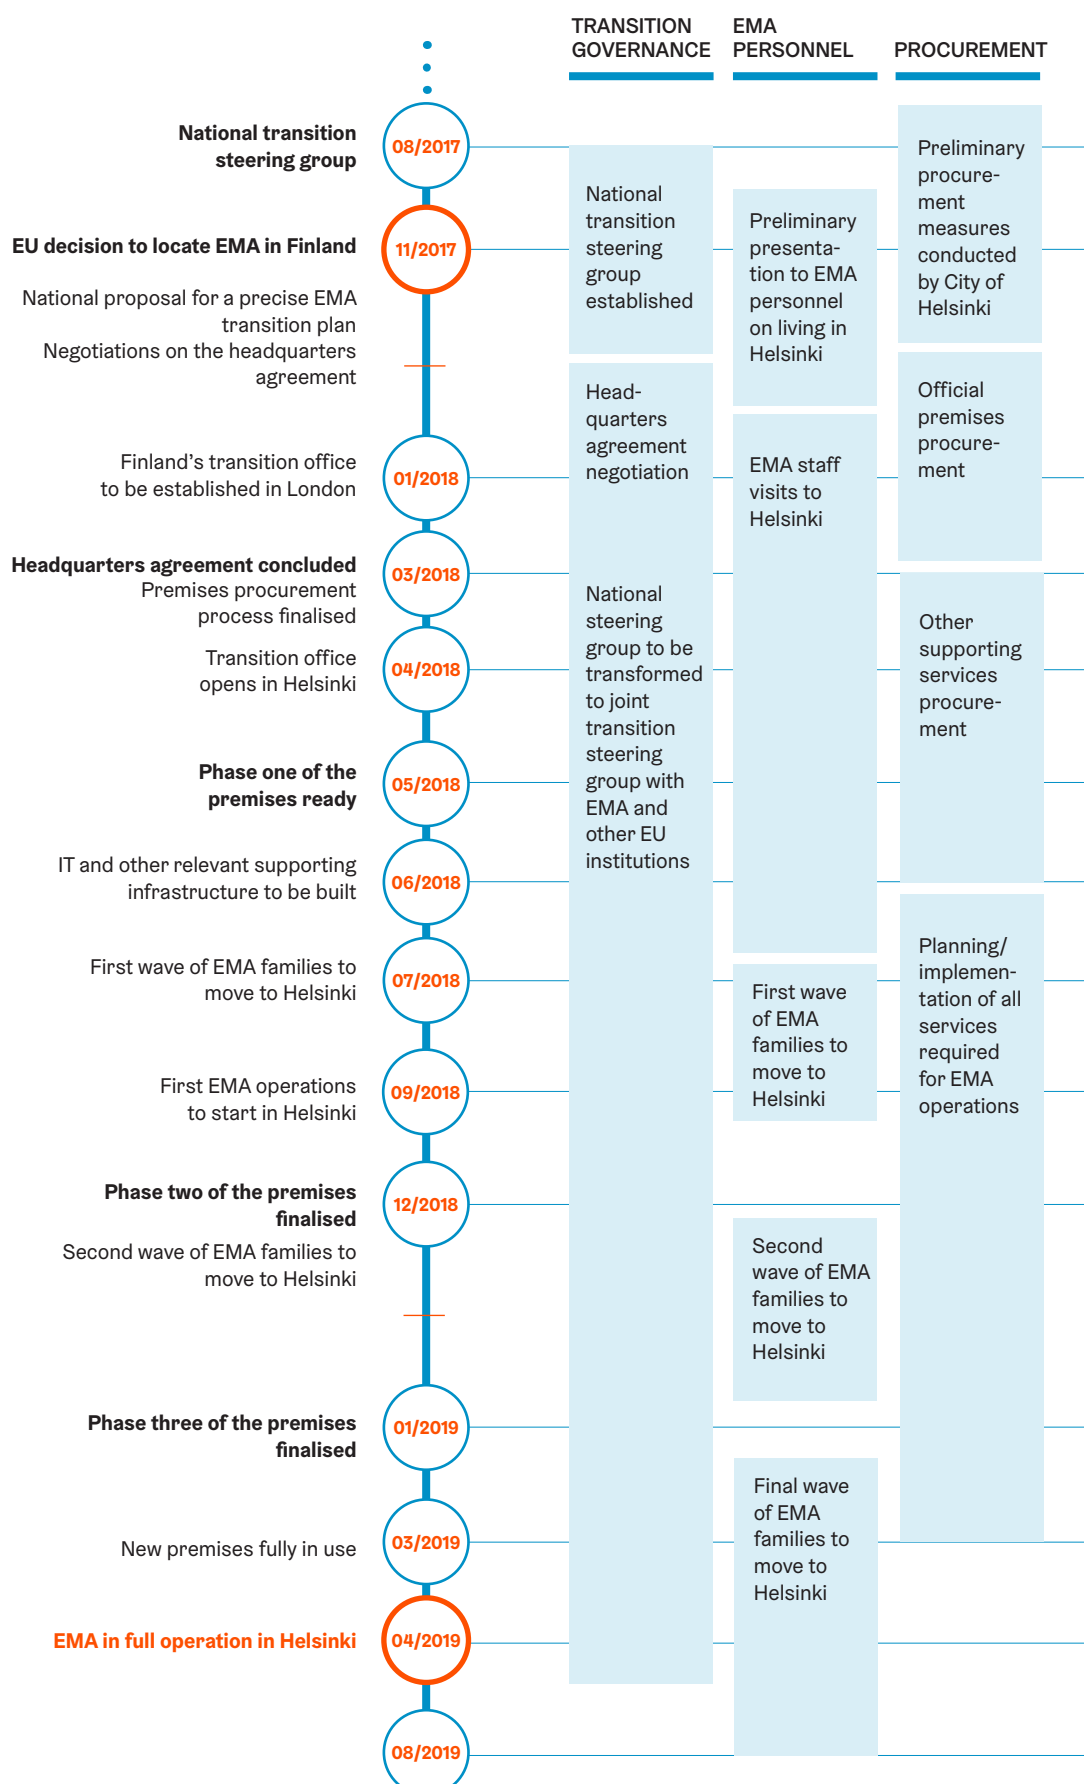 TRANSITION
GOVERNANCE
EMA
PERSONNEL
PROCUREMENT
National transition
steering group
08/2017
EU decision to locate EMA in Finland
11/2017
National proposal for a precise EMA
transition plan
Negotiations on the headquarters
agreement
Finland's transition office
to be established in London
01/2018
Headquarters agreement concluded
Premises procurement
process finalised
03/2018
Transition office
opens in Helsinki
04/2018
Phase one of the
premises ready
05/2018
IT and other relevant supporting
infrastructure to be built
06/2018
First wave of EMA families to
move to Helsinki
07/2018
First EMA operations
to start in Helsinki
09/2018
Phase two of the premises
finalised
12/2018
Second wave of EMA families to
move to Helsinki
Phase three of the premises
finalised
01/2019
New premises fully in use
03/2019
EMA in full operation in Helsinki
04/2019
08/2019
National
transition
steering
group
established
Head-
quarters
agreement
negotiation
National
steering
group to be
transformed
to joint
transition
steering
group with
EMA and
other EU
institutions
Preliminary
presenta-
tion to EMA
personnel
on living in
Helsinki
EMA staff
visits to
Helsinki
First wave
of EMA
families to
move to
Helsinki
Second
wave of EMA
families to
move to
Helsinki
Final wave
of EMA
families to
move to
Helsinki
Preliminary
procure-
ment
measures
conducted
by City of
Helsinki
Official
premises
procure-
ment
Other
supporting
services
procure-
ment
Planning/
implemen-
tation of all
services
required
for EMA
operations